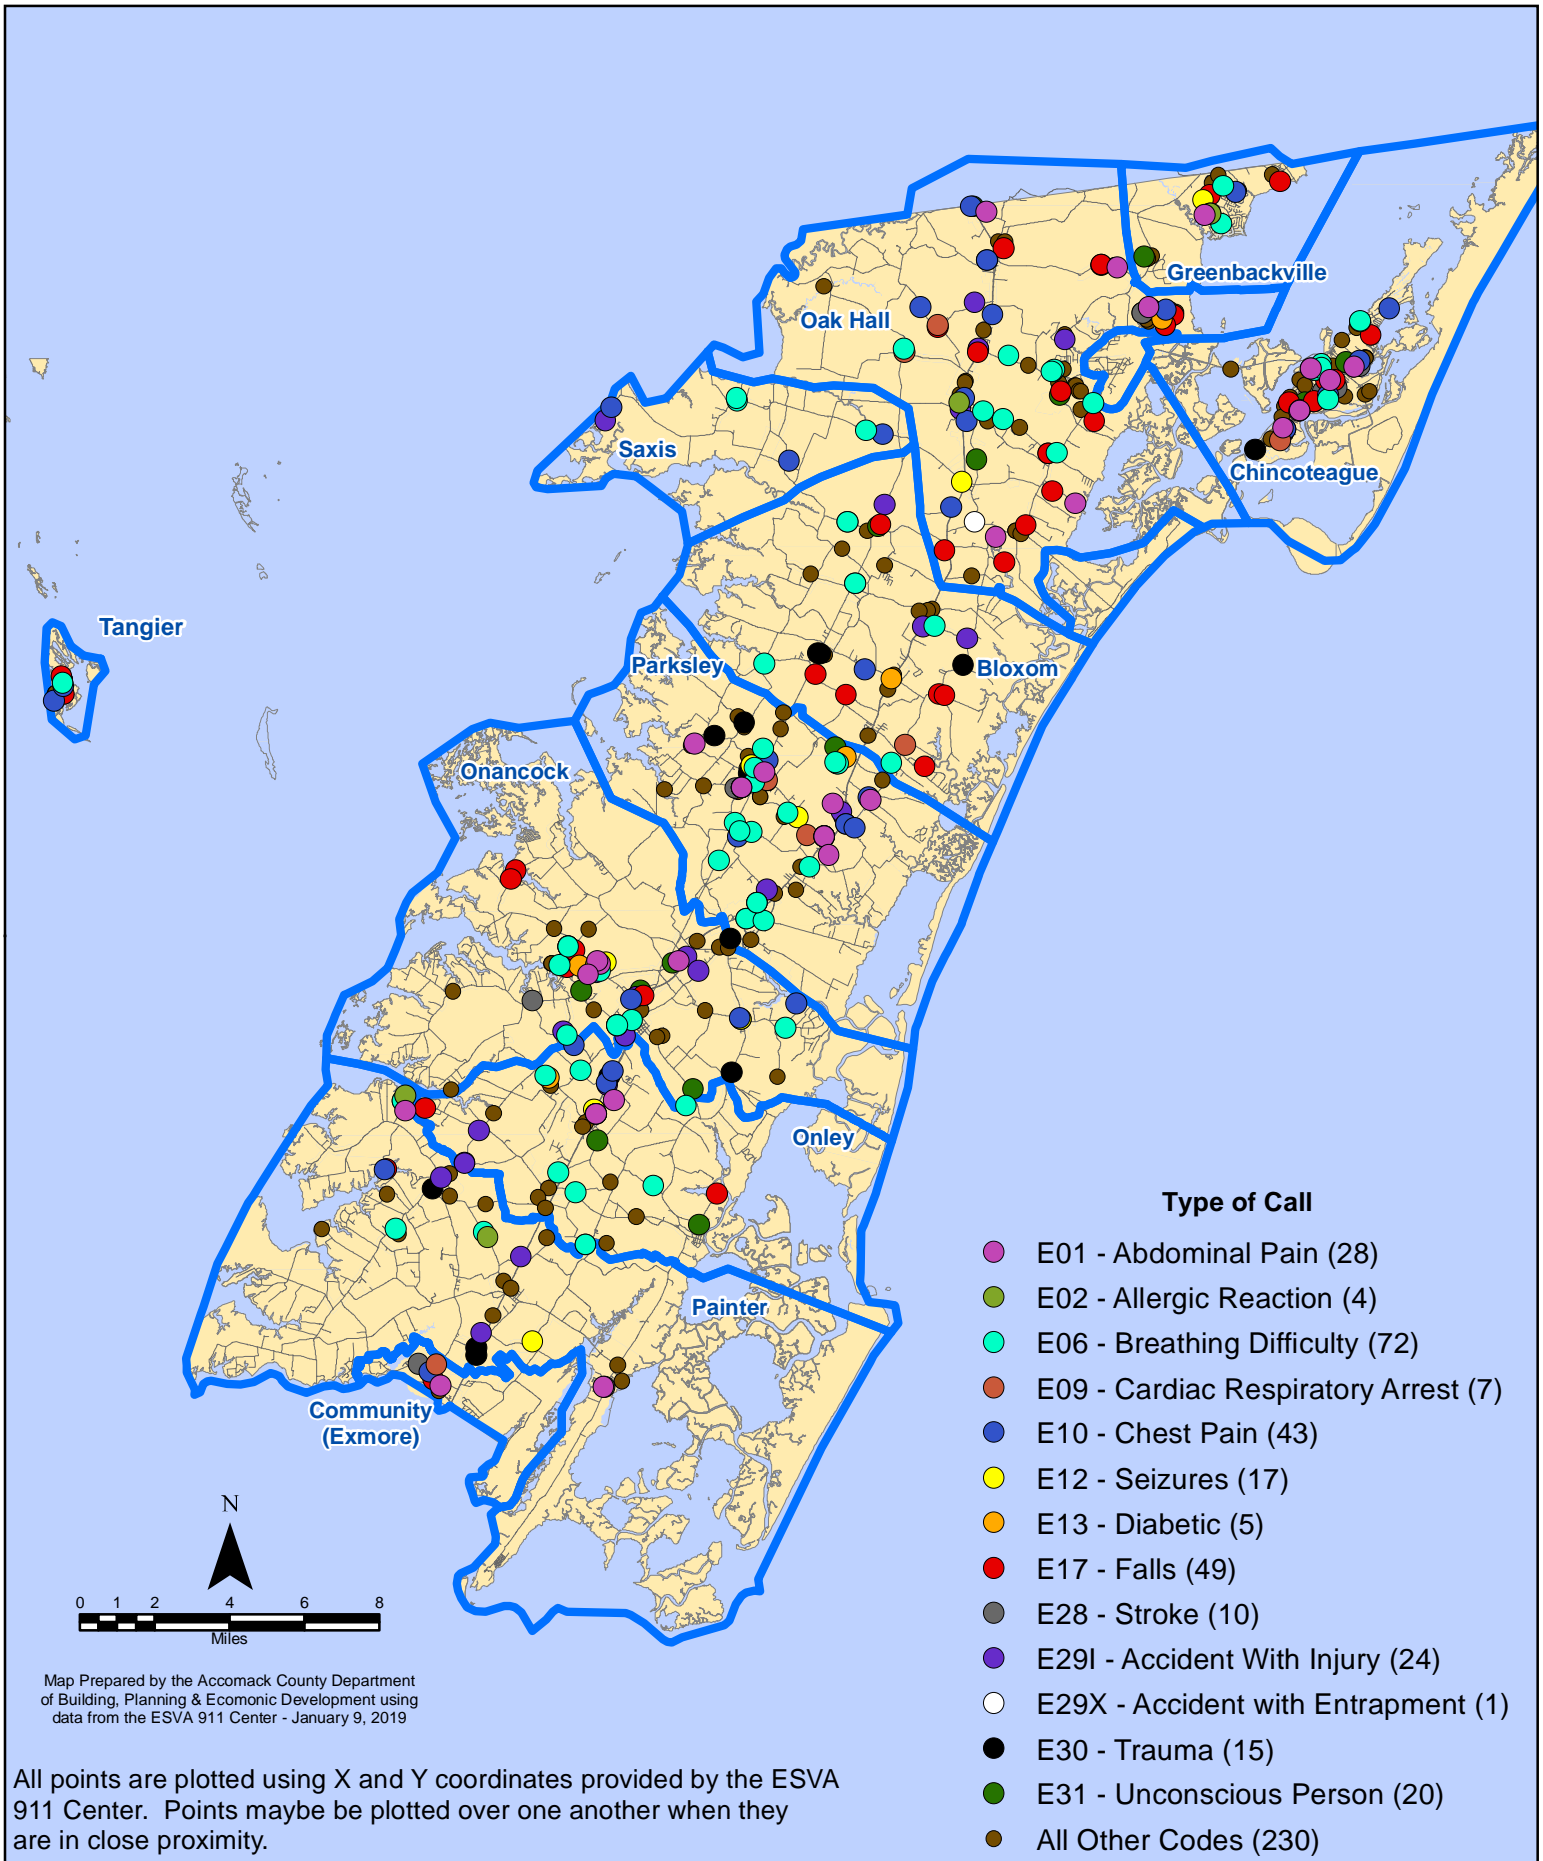 Greenbackville
Oak Hall
Saxis
Chincoteague
Tangier
Parksley
Bloxom
Onancock
Onley
Painter
Community
(Exmore)
Type of Call
E01 - Abdominal Pain (28)
E02 - Allergic Reaction (4)
E06 - Breathing Difficulty (72)
E09 - Cardiac Respiratory Arrest (7)
E10 - Chest Pain (43)
E12 - Seizures (17)
E13 - Diabetic (5)
E17 - Falls (49)
E28 - Stroke (10)
E29I - Accident With Injury (24)
E29X - Accident with Entrapment (1)
E30 - Trauma (15)
E31 - Unconscious Person (20)
All Other Codes (230)
N
0 1 2 4 6 8
Miles
Map Prepared by the Accomack County Department
of Building, Planning & Ecomonic Development using
data from the ESVA 911 Center - January 9, 2019
All points are plotted using X and Y coordinates provided by the ESVA
911 Center.  Points maybe be plotted over one another when they
are in close proximity.